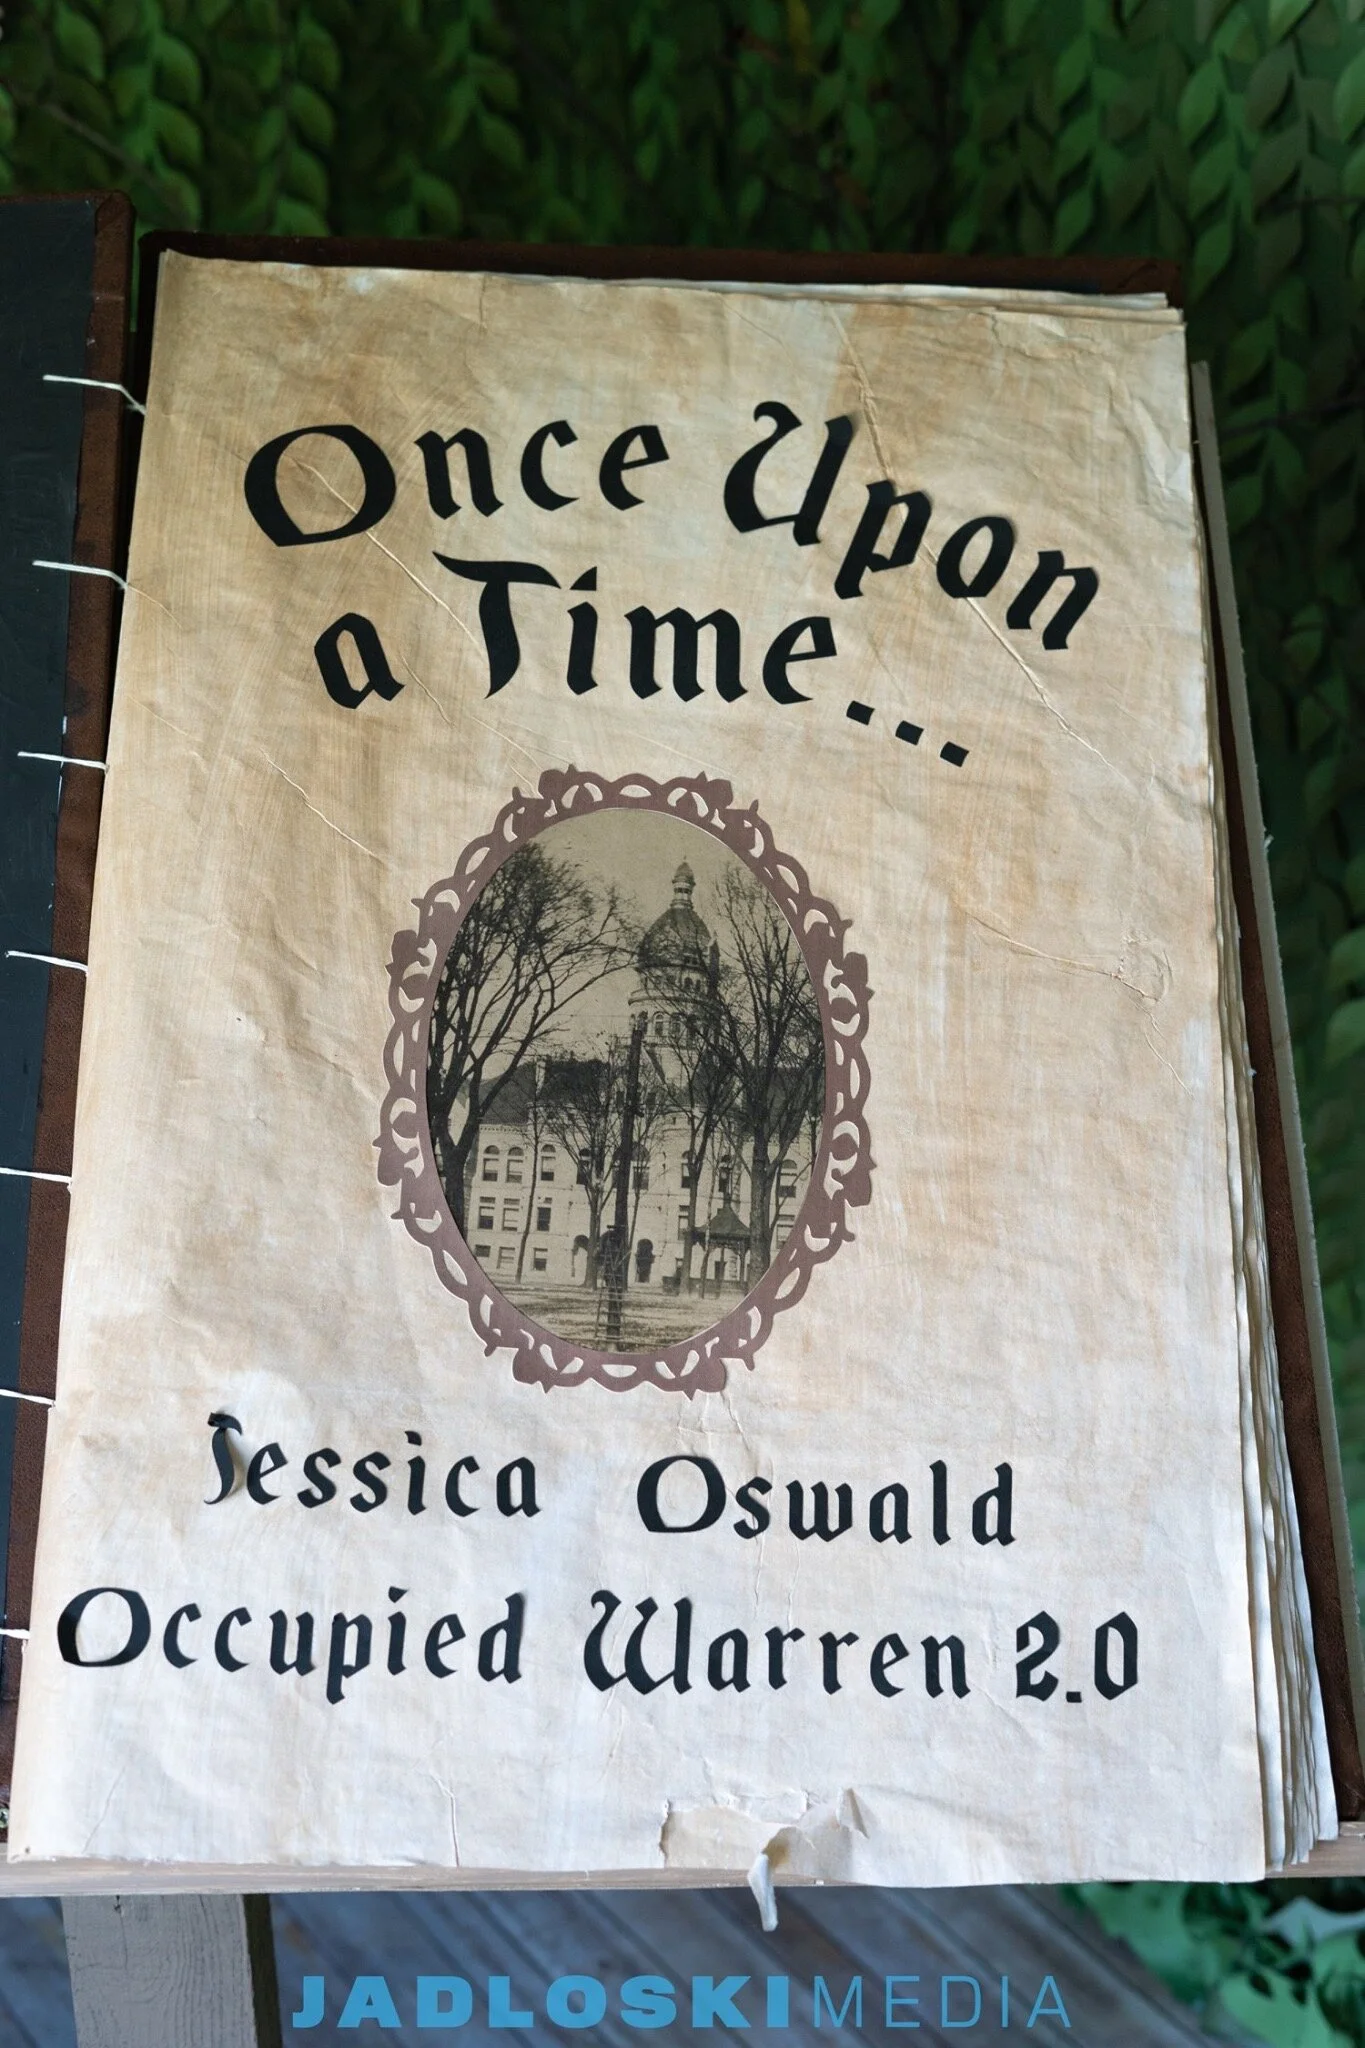 Once Upon
a Time...
Jessica Oswald
Occupied Warren 2.0
JADLOSKIMEDIA